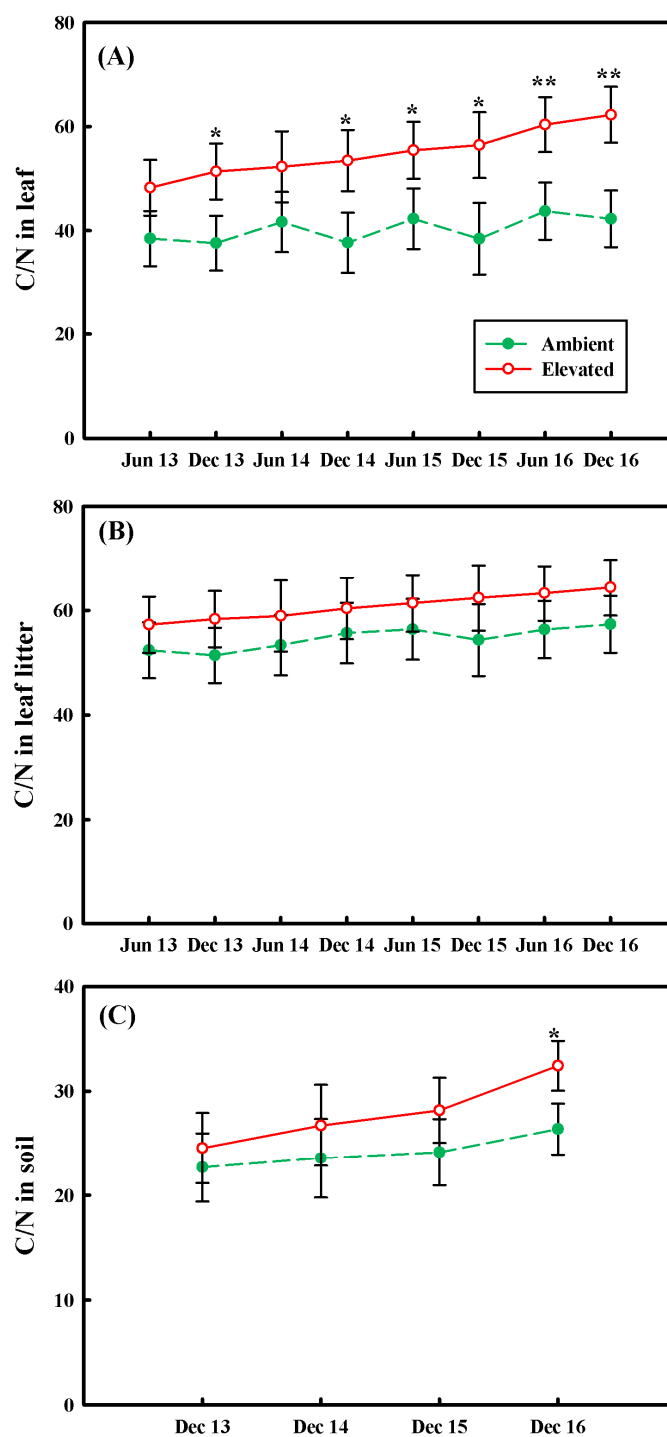 80
(A)
* * * * ** **
60
C/N in leaf
40
Ambient
Elevated
20
0
Jun 13 Dec 13 Jun 14 Dec 14 Jun 15 Dec 15 Jun 16 Dec 16
80
(B)
60
C/N in leaf litter
40
20
0
Jun 13 Dec 13 Jun 14 Dec 14 Jun 15 Dec 15 Jun 16 Dec 16
40
(C)
*
30
C/N in soil
20
10
0
Dec 13 Dec 14 Dec 15 Dec 16